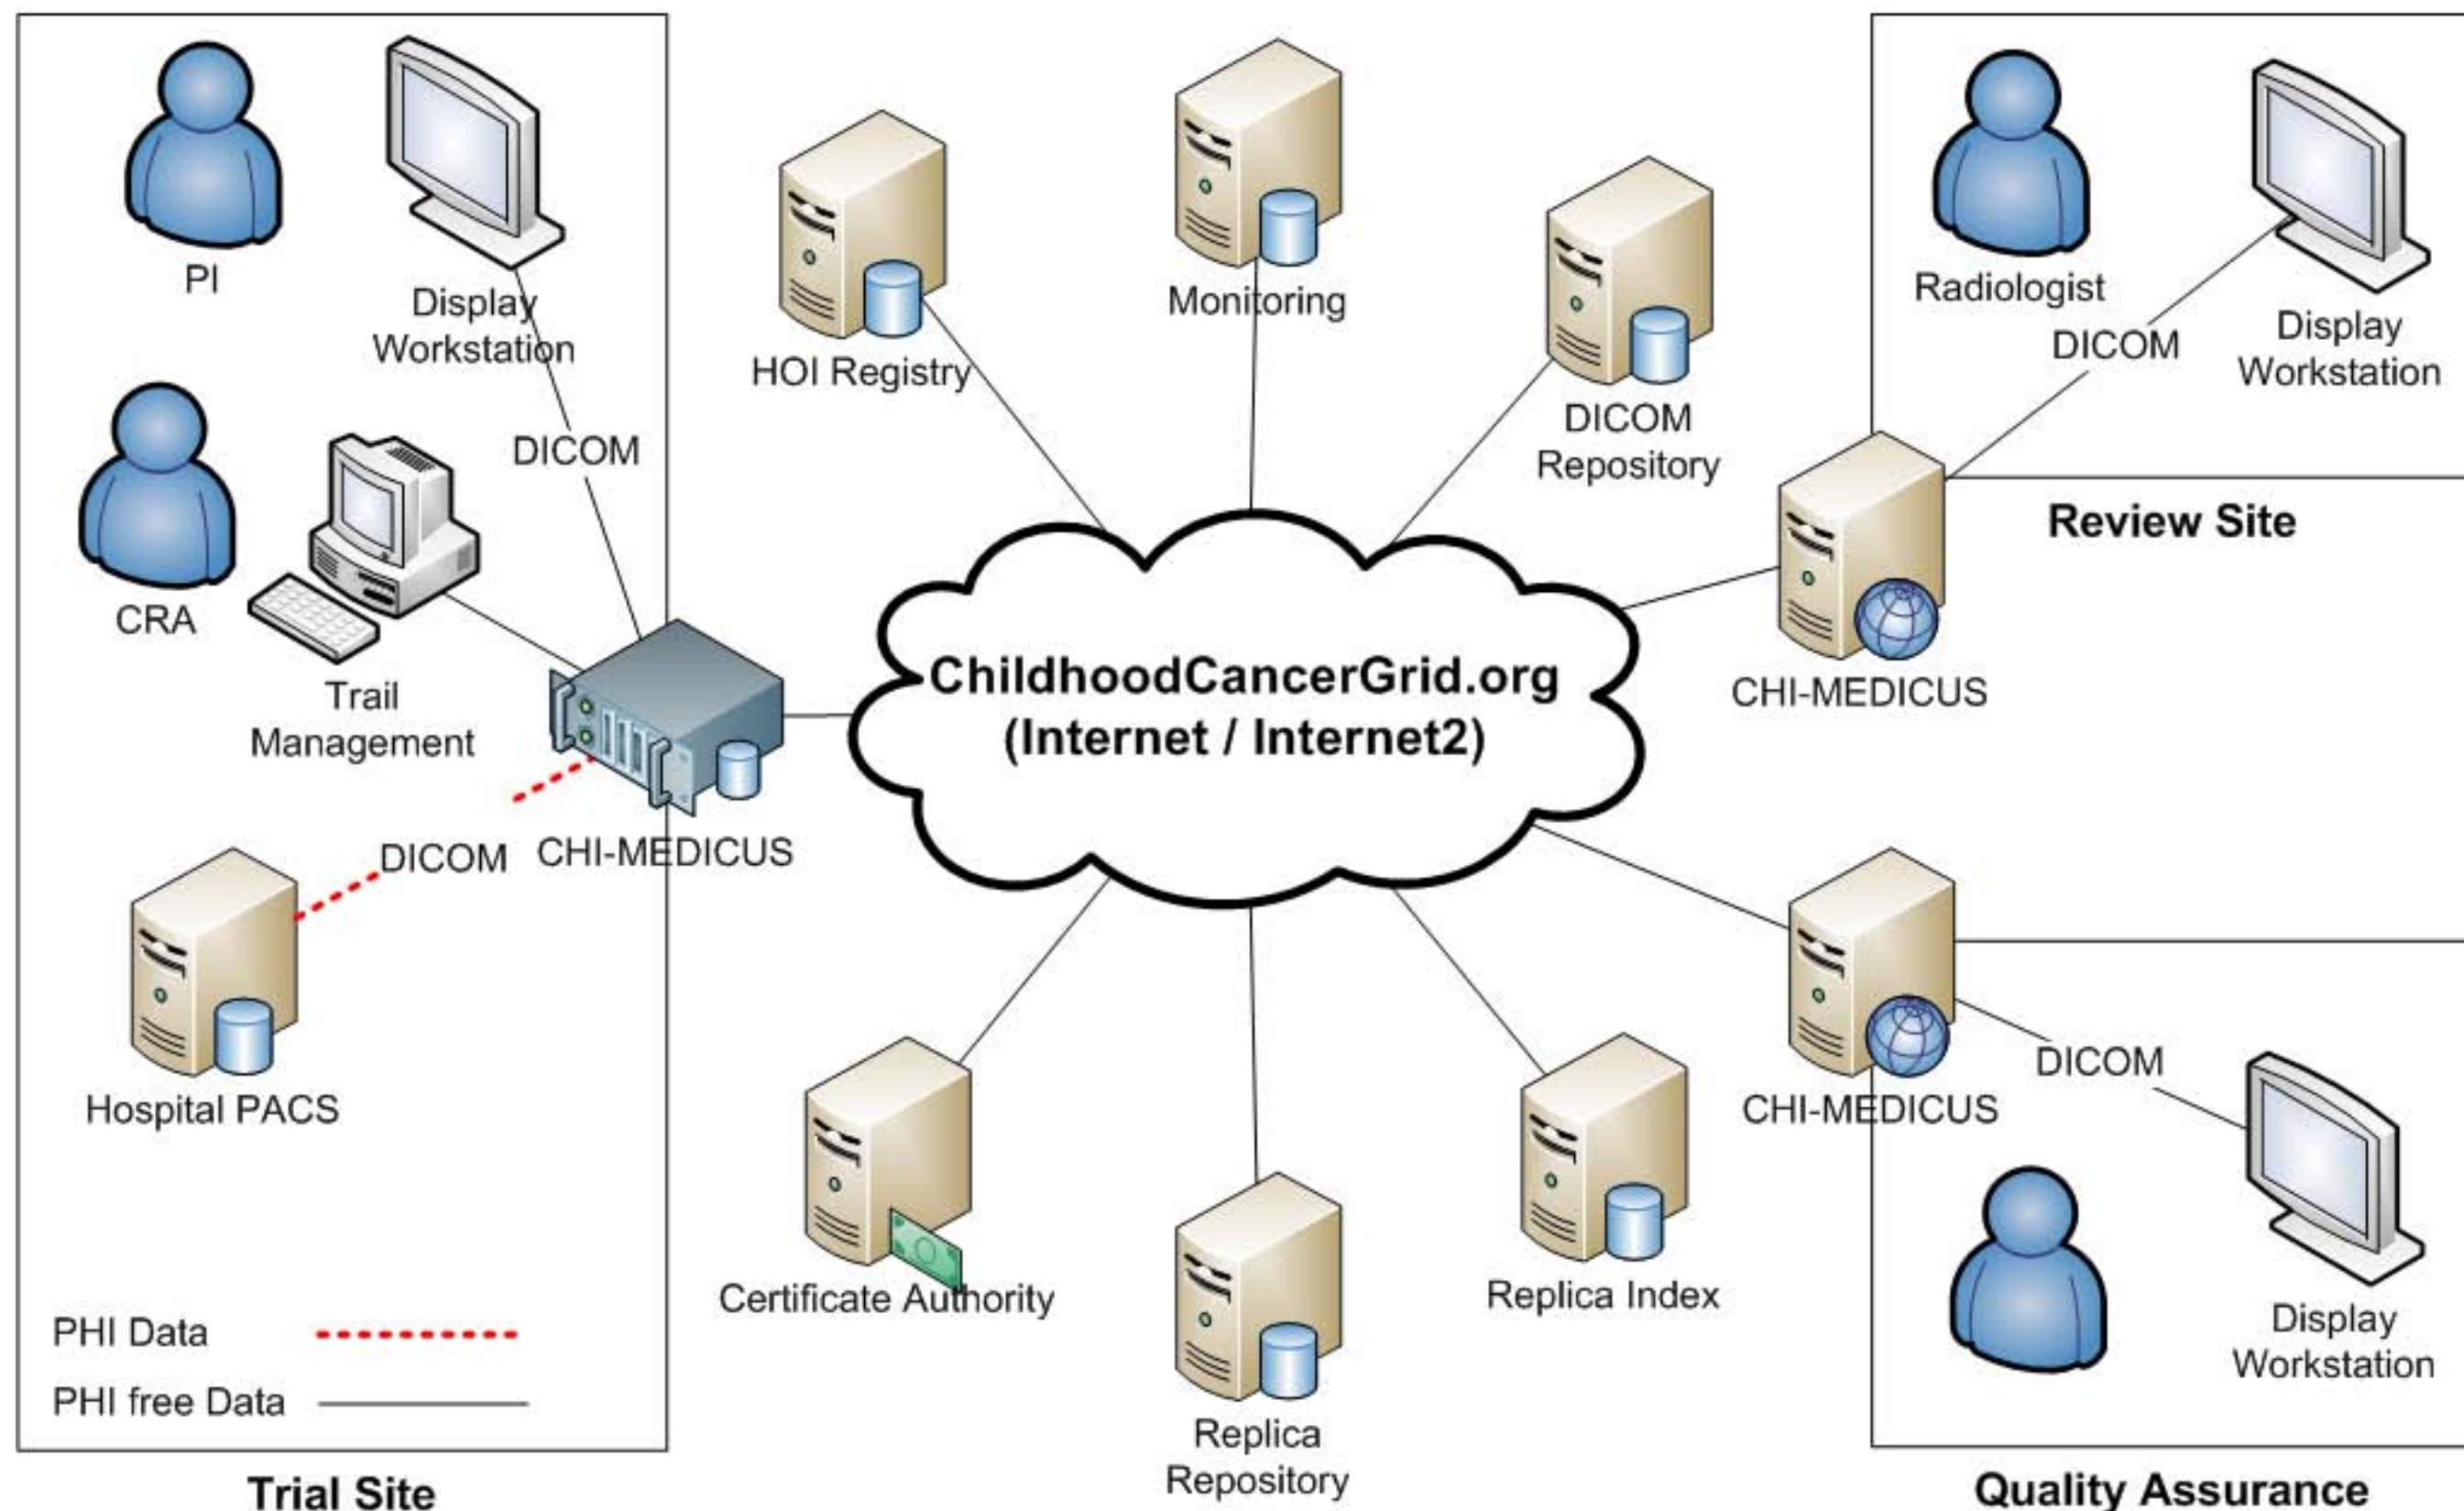 PI
Display
Workstation
DICOM
CRA
Trail
Management
DICOM
CHI-MEDICUS
Hospital PACS
PHI Data
PHI free Data
Trial Site
HOI Registry
Monitoring
DICOM
Repository
ChildhoodCancerGrid.org
(Internet / Internet2)
Certificate Authority
Replica
Repository
Replica Index
Radiologist
Display
Workstation
DICOM
Review Site
CHI-MEDICUS
CHI-MEDICUS
DICOM
Display
Workstation
Quality Assurance